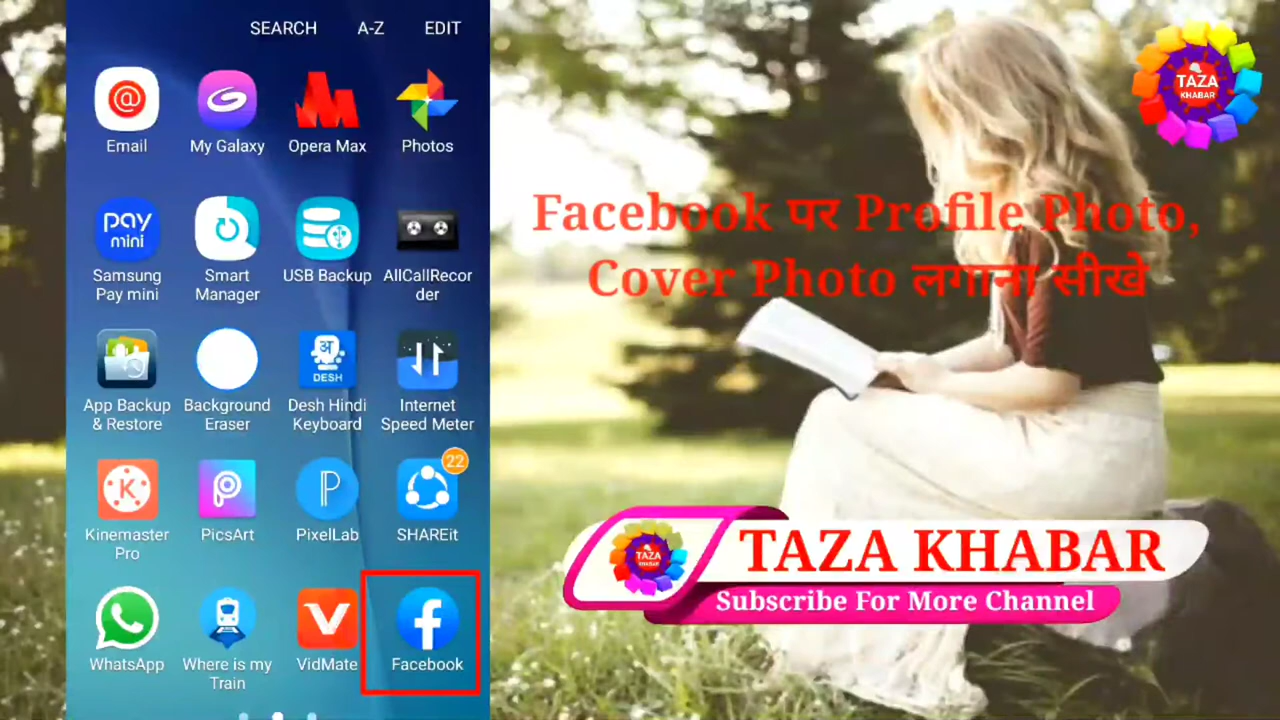 SEARCH A-Z EDIT
Email My Galaxy Opera Max Photos
pay
mini
Samsung
Pay mini
Smart
Manager
USB Backup
AllCallRecor
der
App Backup
& Restore
Background
Eraser
अ
DESH
Desh Hindi
Keyboard
Internet
Speed Meter
K
Kinemaster
Pro
PicsArt
P
PixelLab
22
SHAREit
WhatsApp
Where is my
Train
V
VidMate
f
Facebook
TAZA
KHABAR
Facebook पर Profile Photo,
Cover Photo लगाना सीखे
TAZA
KHABAR
TAZA KHABAR
Subscribe For More Channel